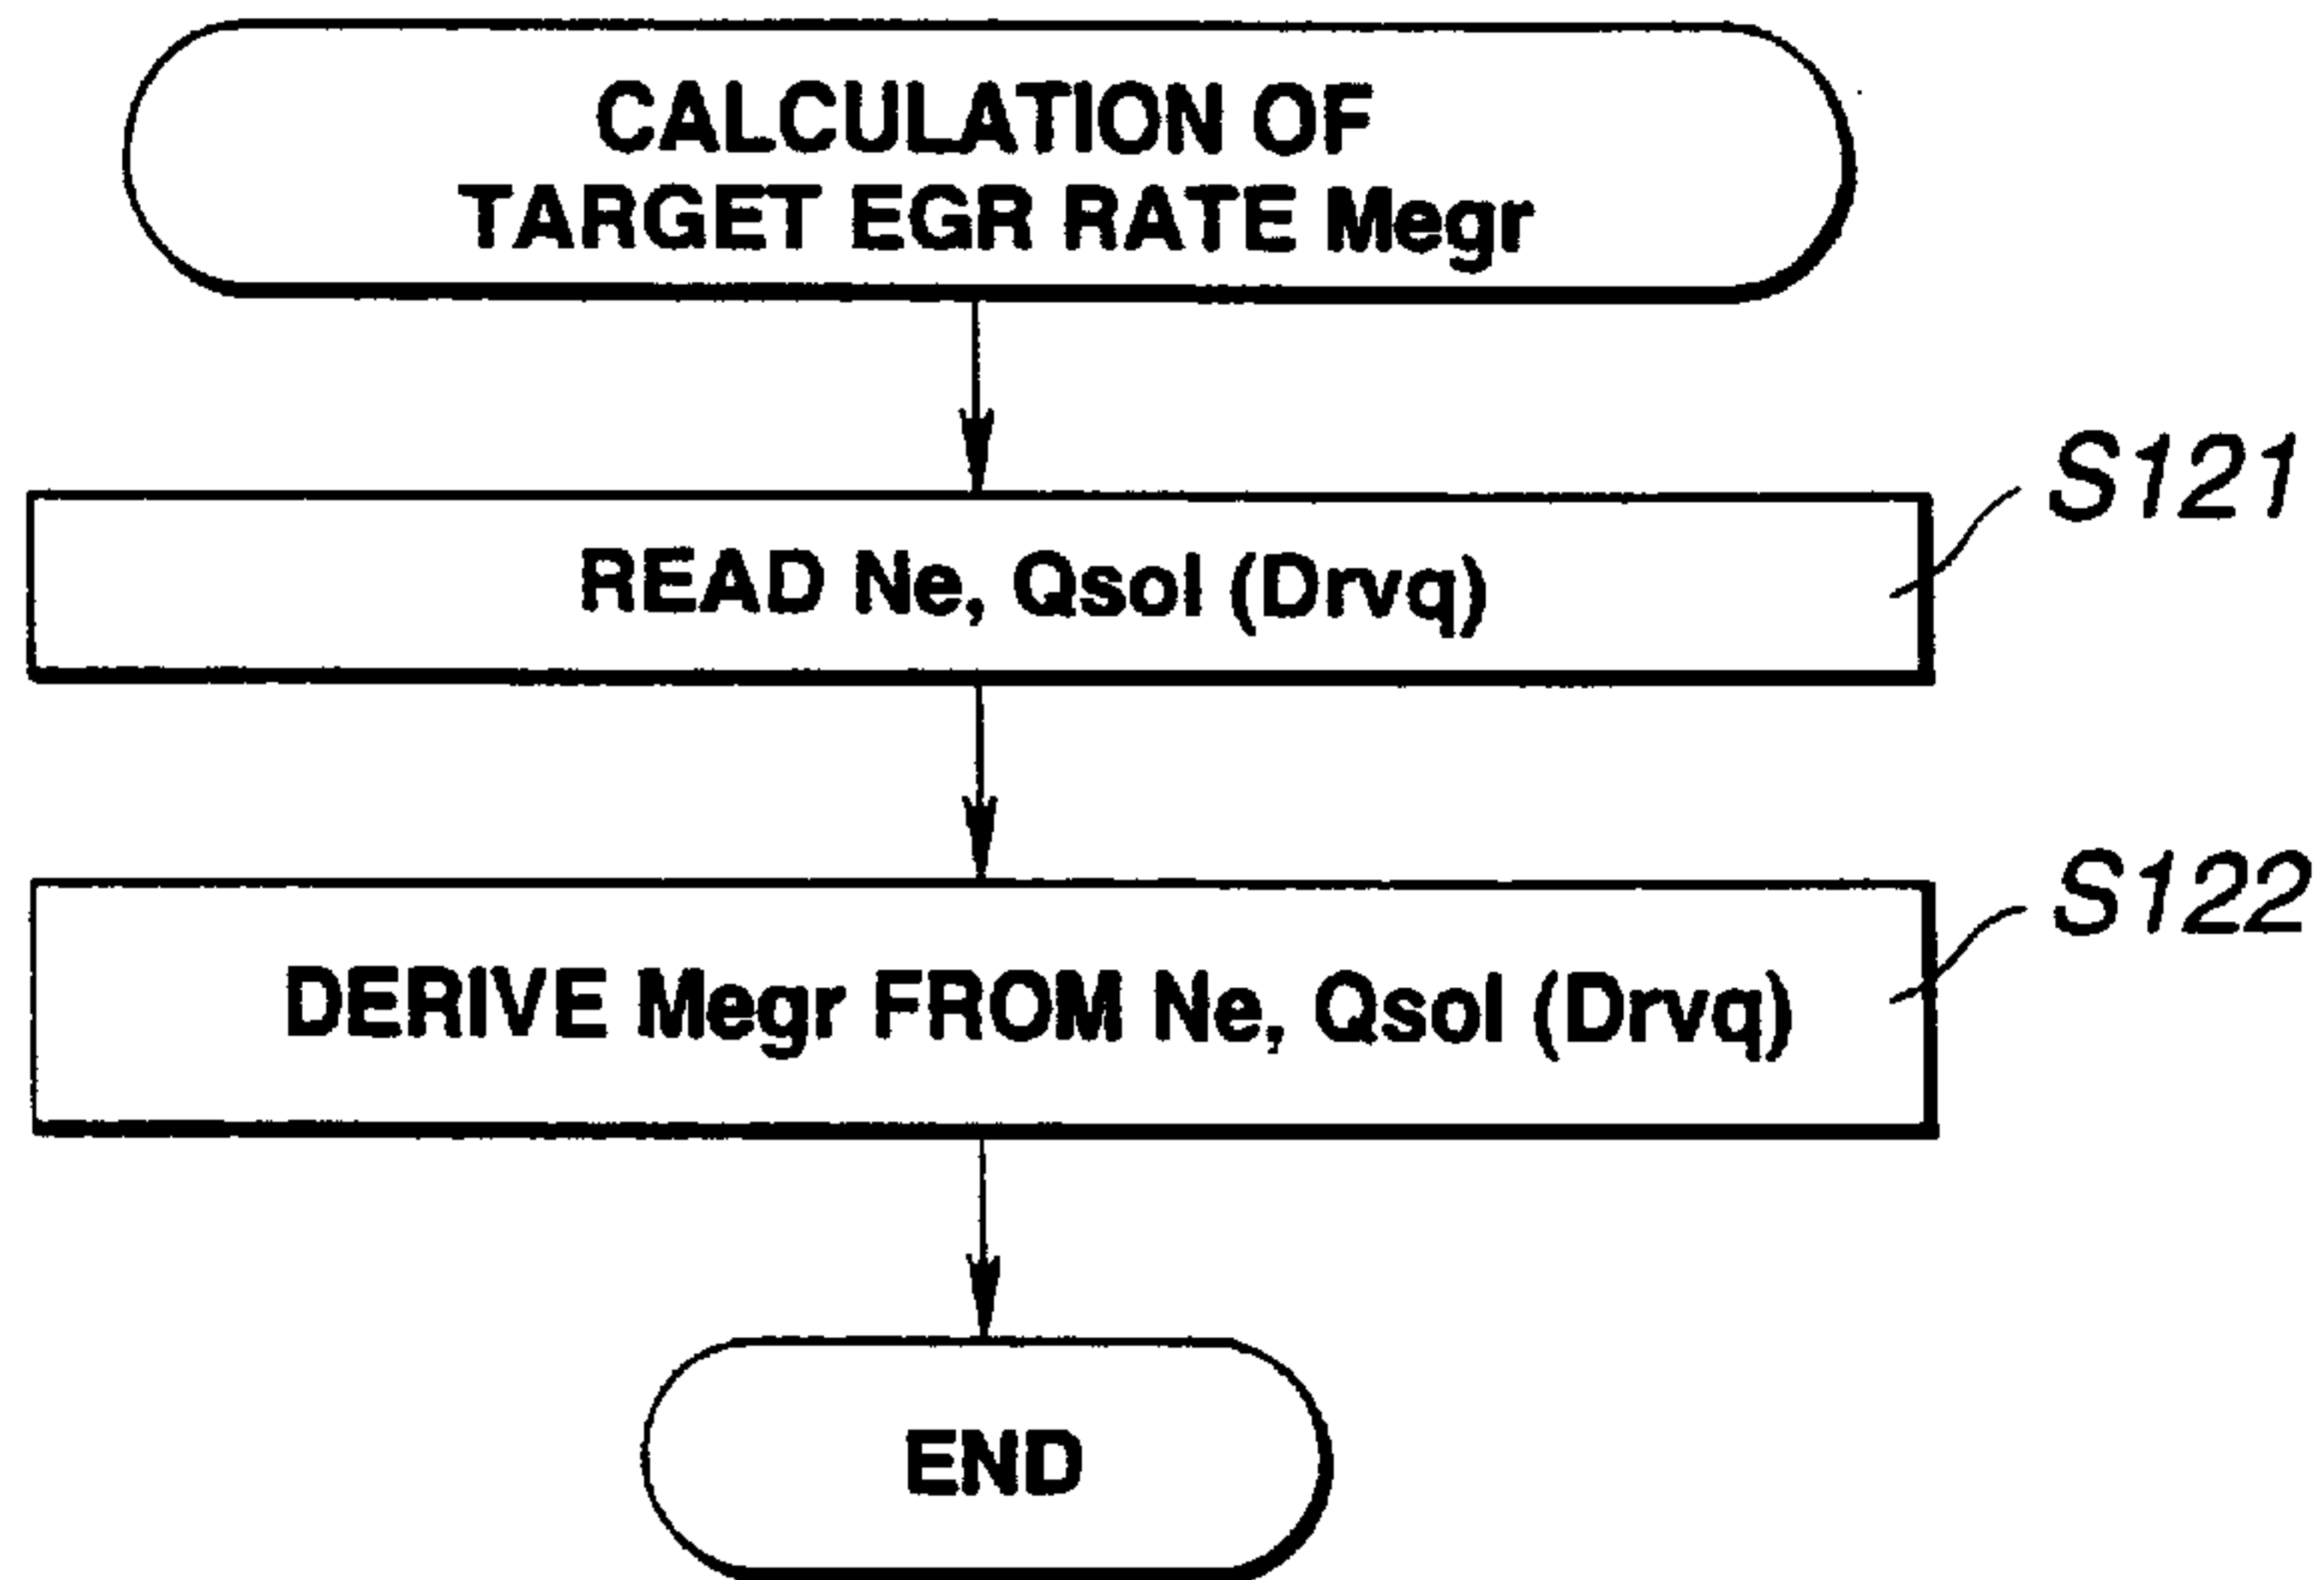 CALCULATION OF
TARGET EGR RATE Megr
S121
READ Ne, Qsol (Drvq)
S122
DERIVE Megr FROM Ne, Qsol (Drvq)
END